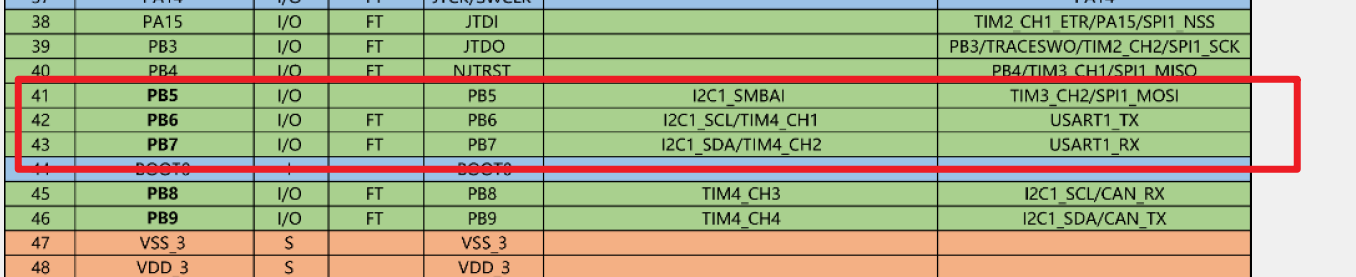 37 PA14 I/O FT JTCK/SWCLK PA14
38 PA15 I/O FT JTDI TIM2_CH1_ETR/PA15/SPI1_NSS
39 PB3 I/O FT JTDO PB3/TRACESWO/TIM2_CH2/SPI1_SCK
40 PB4 I/O FT NJTRST PB4/TIM3_CH1/SPI1_MISO
41 PB5 I/O PB5 I2C1_SMBAI TIM3_CH2/SPI1_MOSI
42 PB6 I/O FT PB6 I2C1_SCL/TIM4_CH1 USART1_TX
43 PB7 I/O FT PB7 I2C1_SDA/TIM4_CH2 USART1_RX
44 BOOT0 I BOOT0
45 PB8 I/O FT PB8 TIM4_CH3 I2C1_SCL/CAN_RX
46 PB9 I/O FT PB9 TIM4_CH4 I2C1_SDA/CAN_TX
47 VSS_3 S VSS_3
48 VDD_3 S VDD_3